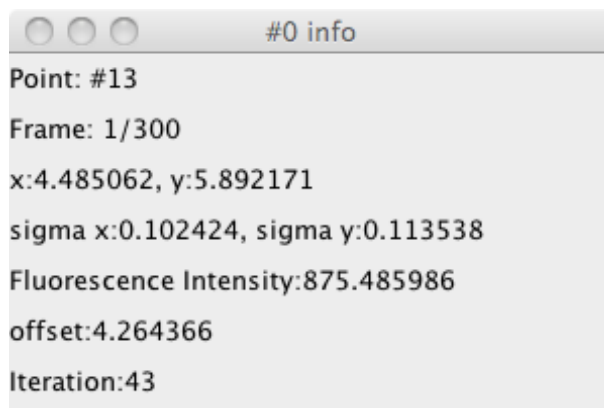 #0 info
Point: #13
Frame: 1/300
x:4.485062, y:5.892171
sigma x:0.102424, sigma y:0.113538
Fluorescence Intensity:875.485986
offset:4.264366
Iteration:43